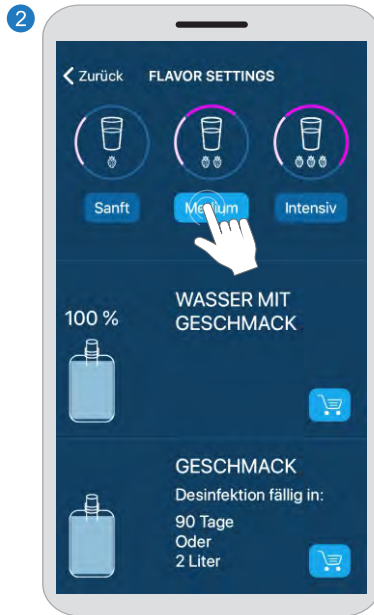 2
Zurück FLAVOR SETTINGS
Sanft Medium Intensiv
100 %
WASSER MIT
GESCHMACK
GESCHMACK
Desinfektion fällig in:
90 Tage
Oder
2 Liter